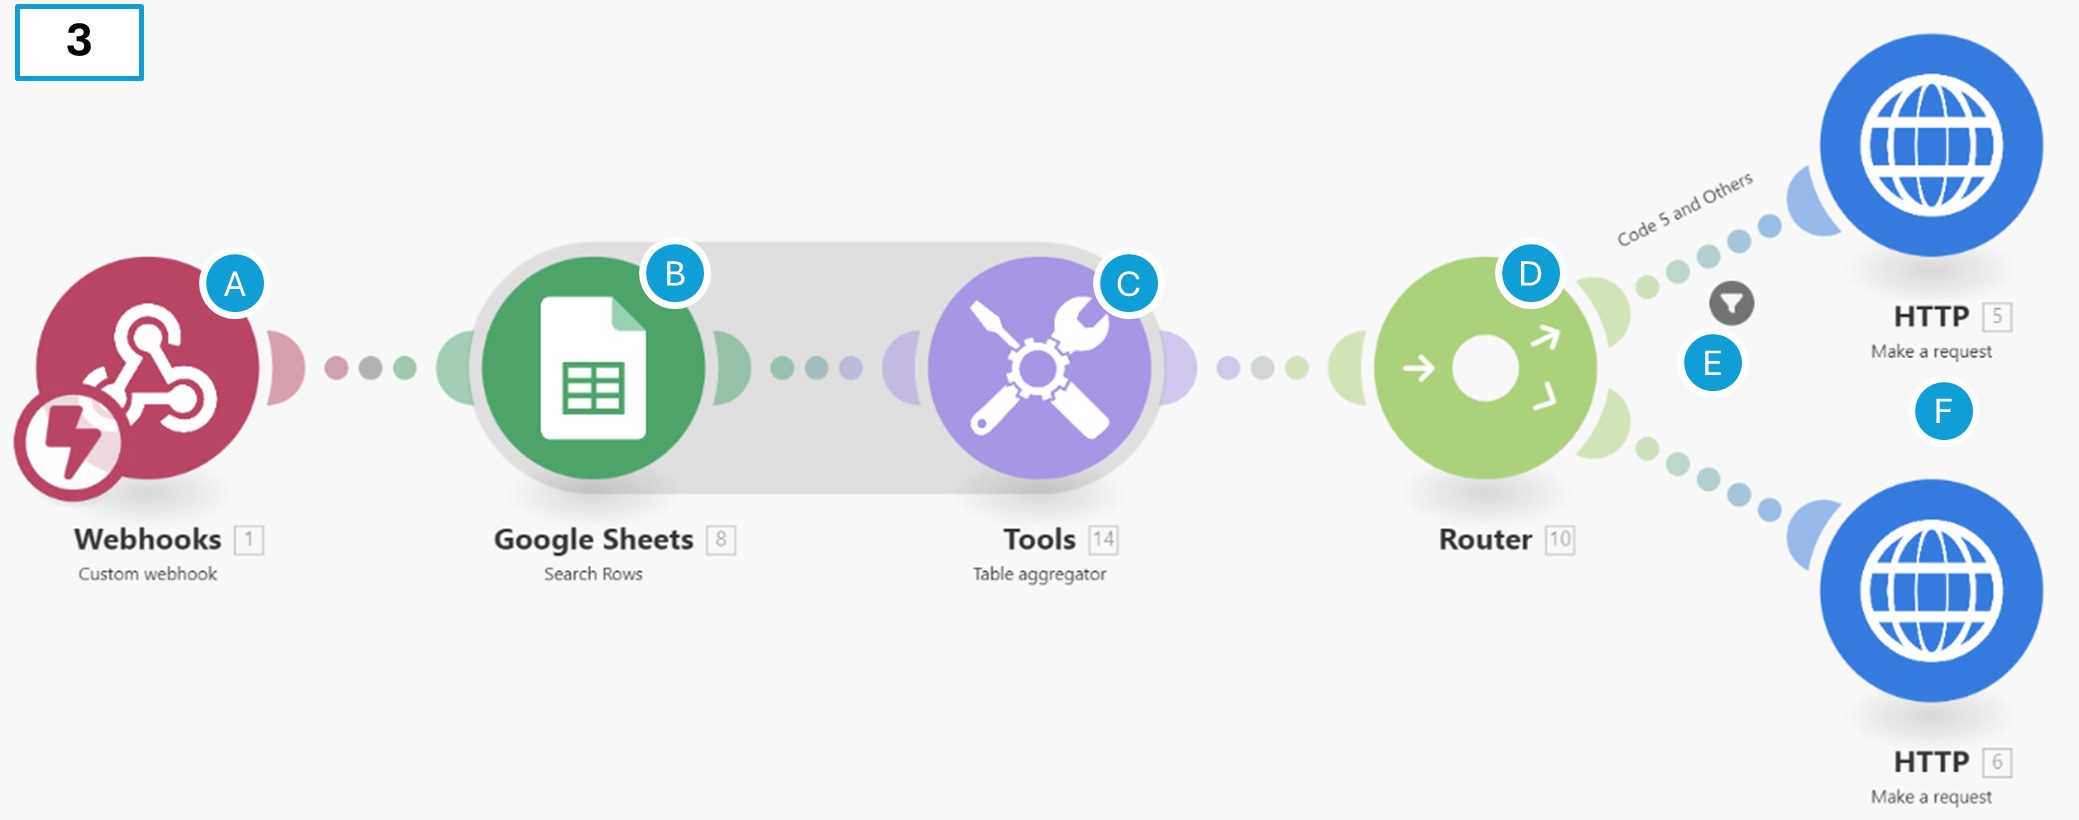 3
A
B
C
D
Code 5 and Others
E
HTTP 5
Make a request
F
Webhooks 1
Custom webhook
Google Sheets 8
Search Rows
Tools 14
Table aggregator
Router 10
HTTP 6
Make a request